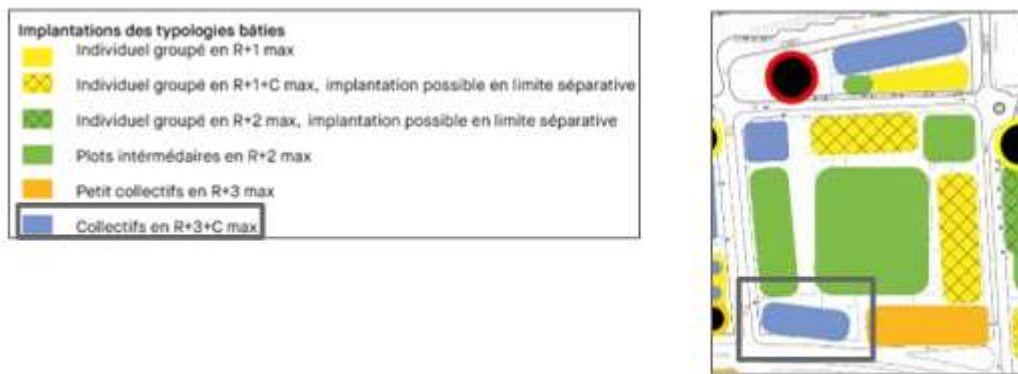 Implantations des typologies bâties
Individuel groupé en R+1 max
Individuel groupé en R+1+C max, implantation possible en limite séparative
Individuel groupé en R+2 max, implantation possible en limite séparative
Plots intermédaires en R+2 max
Petit collectifs en R+3 max
Collectifs en R+3+C max